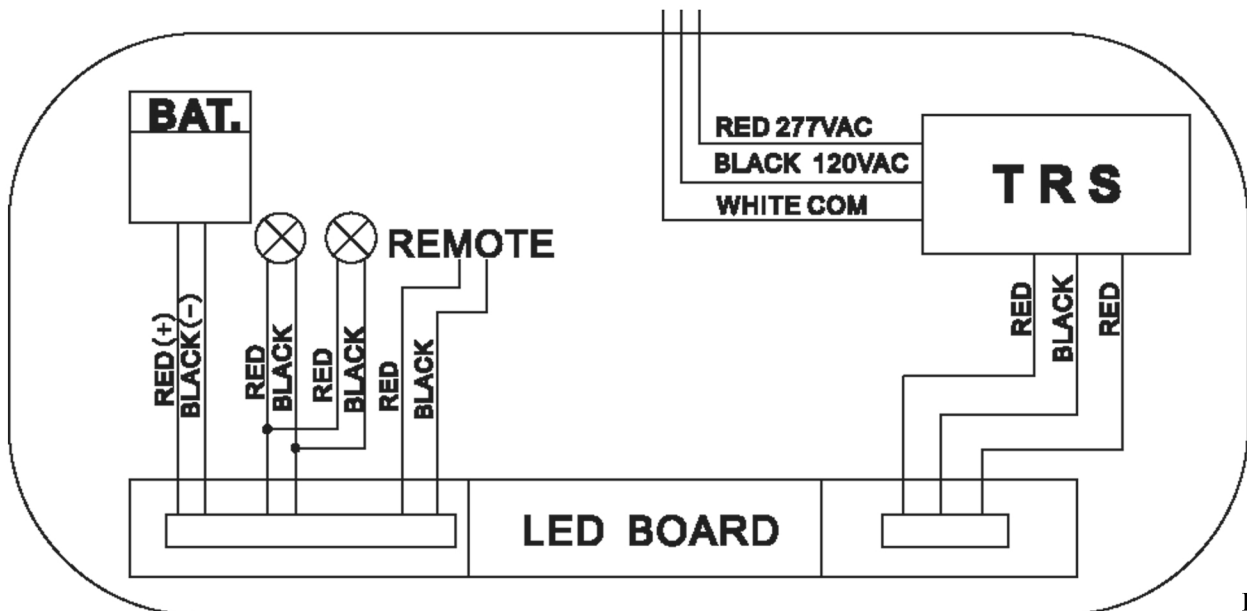 BAT.
RED 277VAC
BLACK 120VAC
WHITE COM
T R S
REMOTE
RED (+)
BLACK (−)
RED
BLACK
RED
BLACK
RED
BLACK
RED
BLACK
RED
LED BOARD